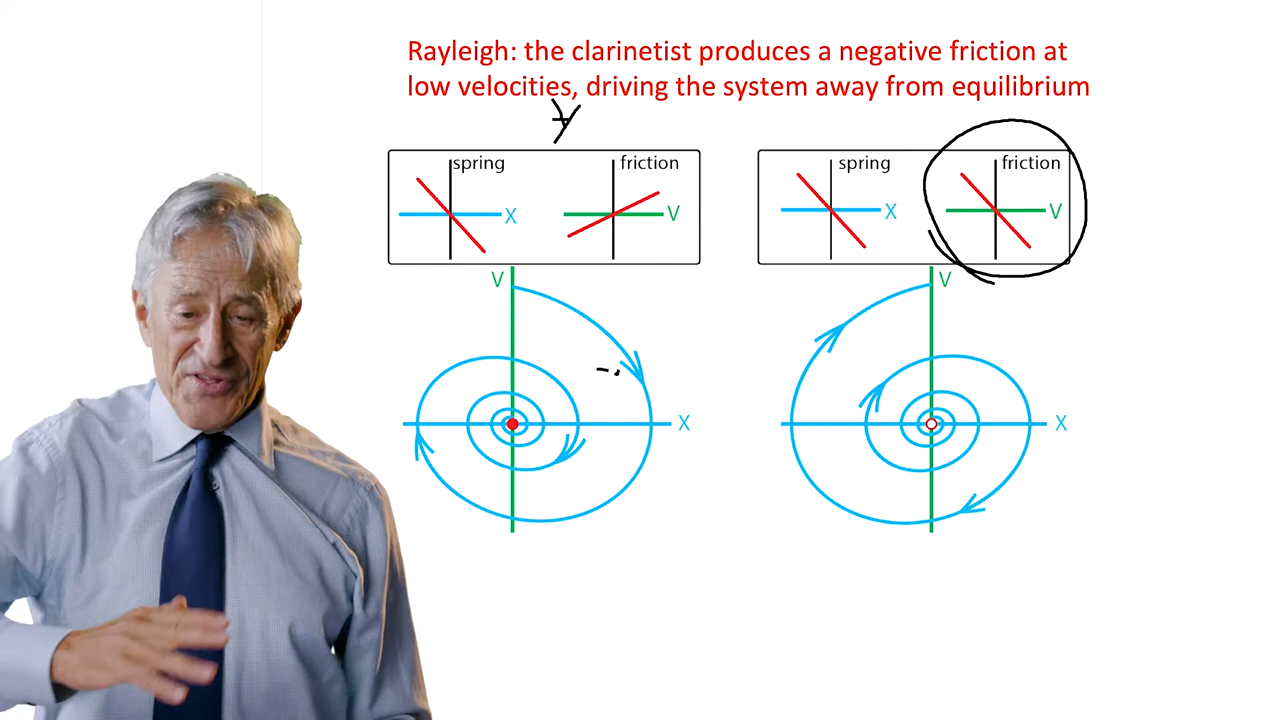 Rayleigh: the clarinetist produces a negative friction at
low velocities, driving the system away from equilibrium
spring
friction
X
V
spring
friction
X
V
V
X
V
X